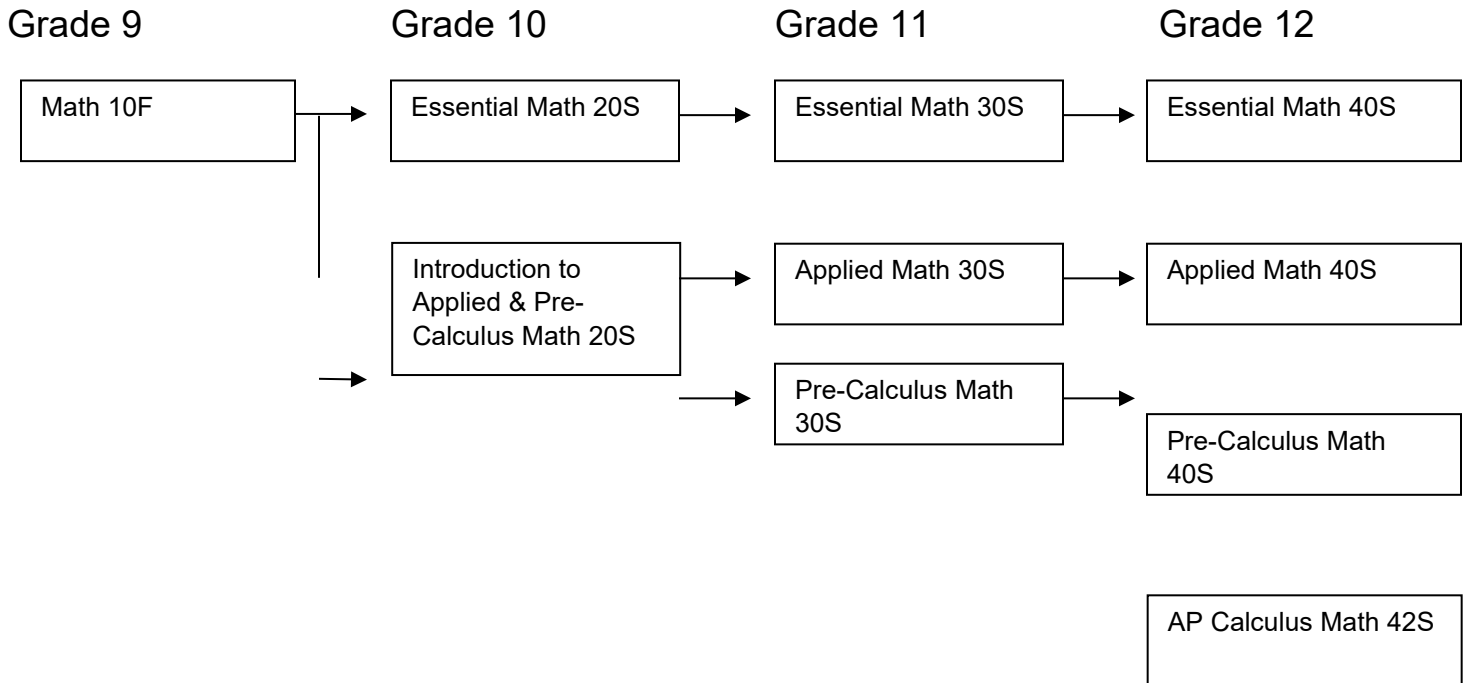 Grade 9
Grade 10
Grade 11
Grade 12
Math 10F
Essential Math 20S
Essential Math 30S
Essential Math 40S
Introduction to
Applied & Pre-
Calculus Math 20S
Applied Math 30S
Applied Math 40S
Pre-Calculus Math
30S
Pre-Calculus Math
40S
AP Calculus Math 42S